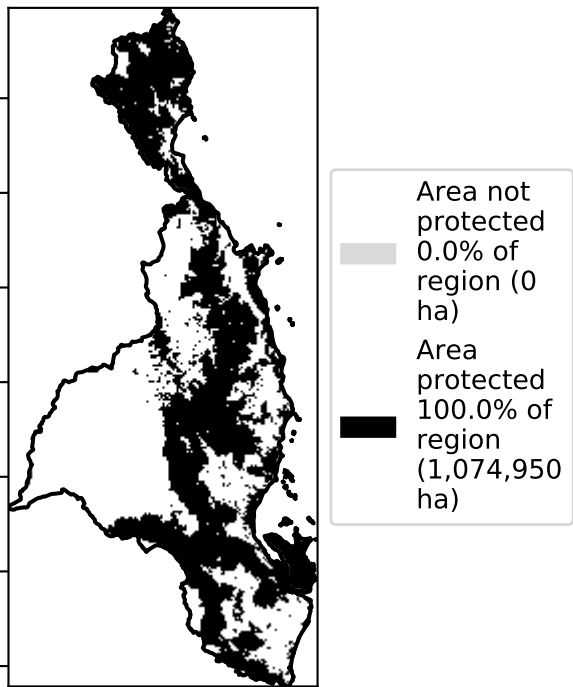 Area not
protected
0.0% of
region (0
ha)
Area
protected
100.0% of
region
(1,074,950
ha)